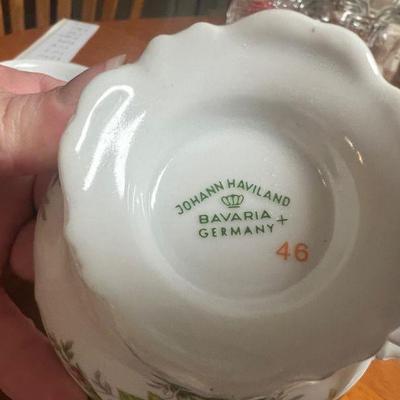 JOHANN HAVILAND
BAVARIA +
GERMANY
46